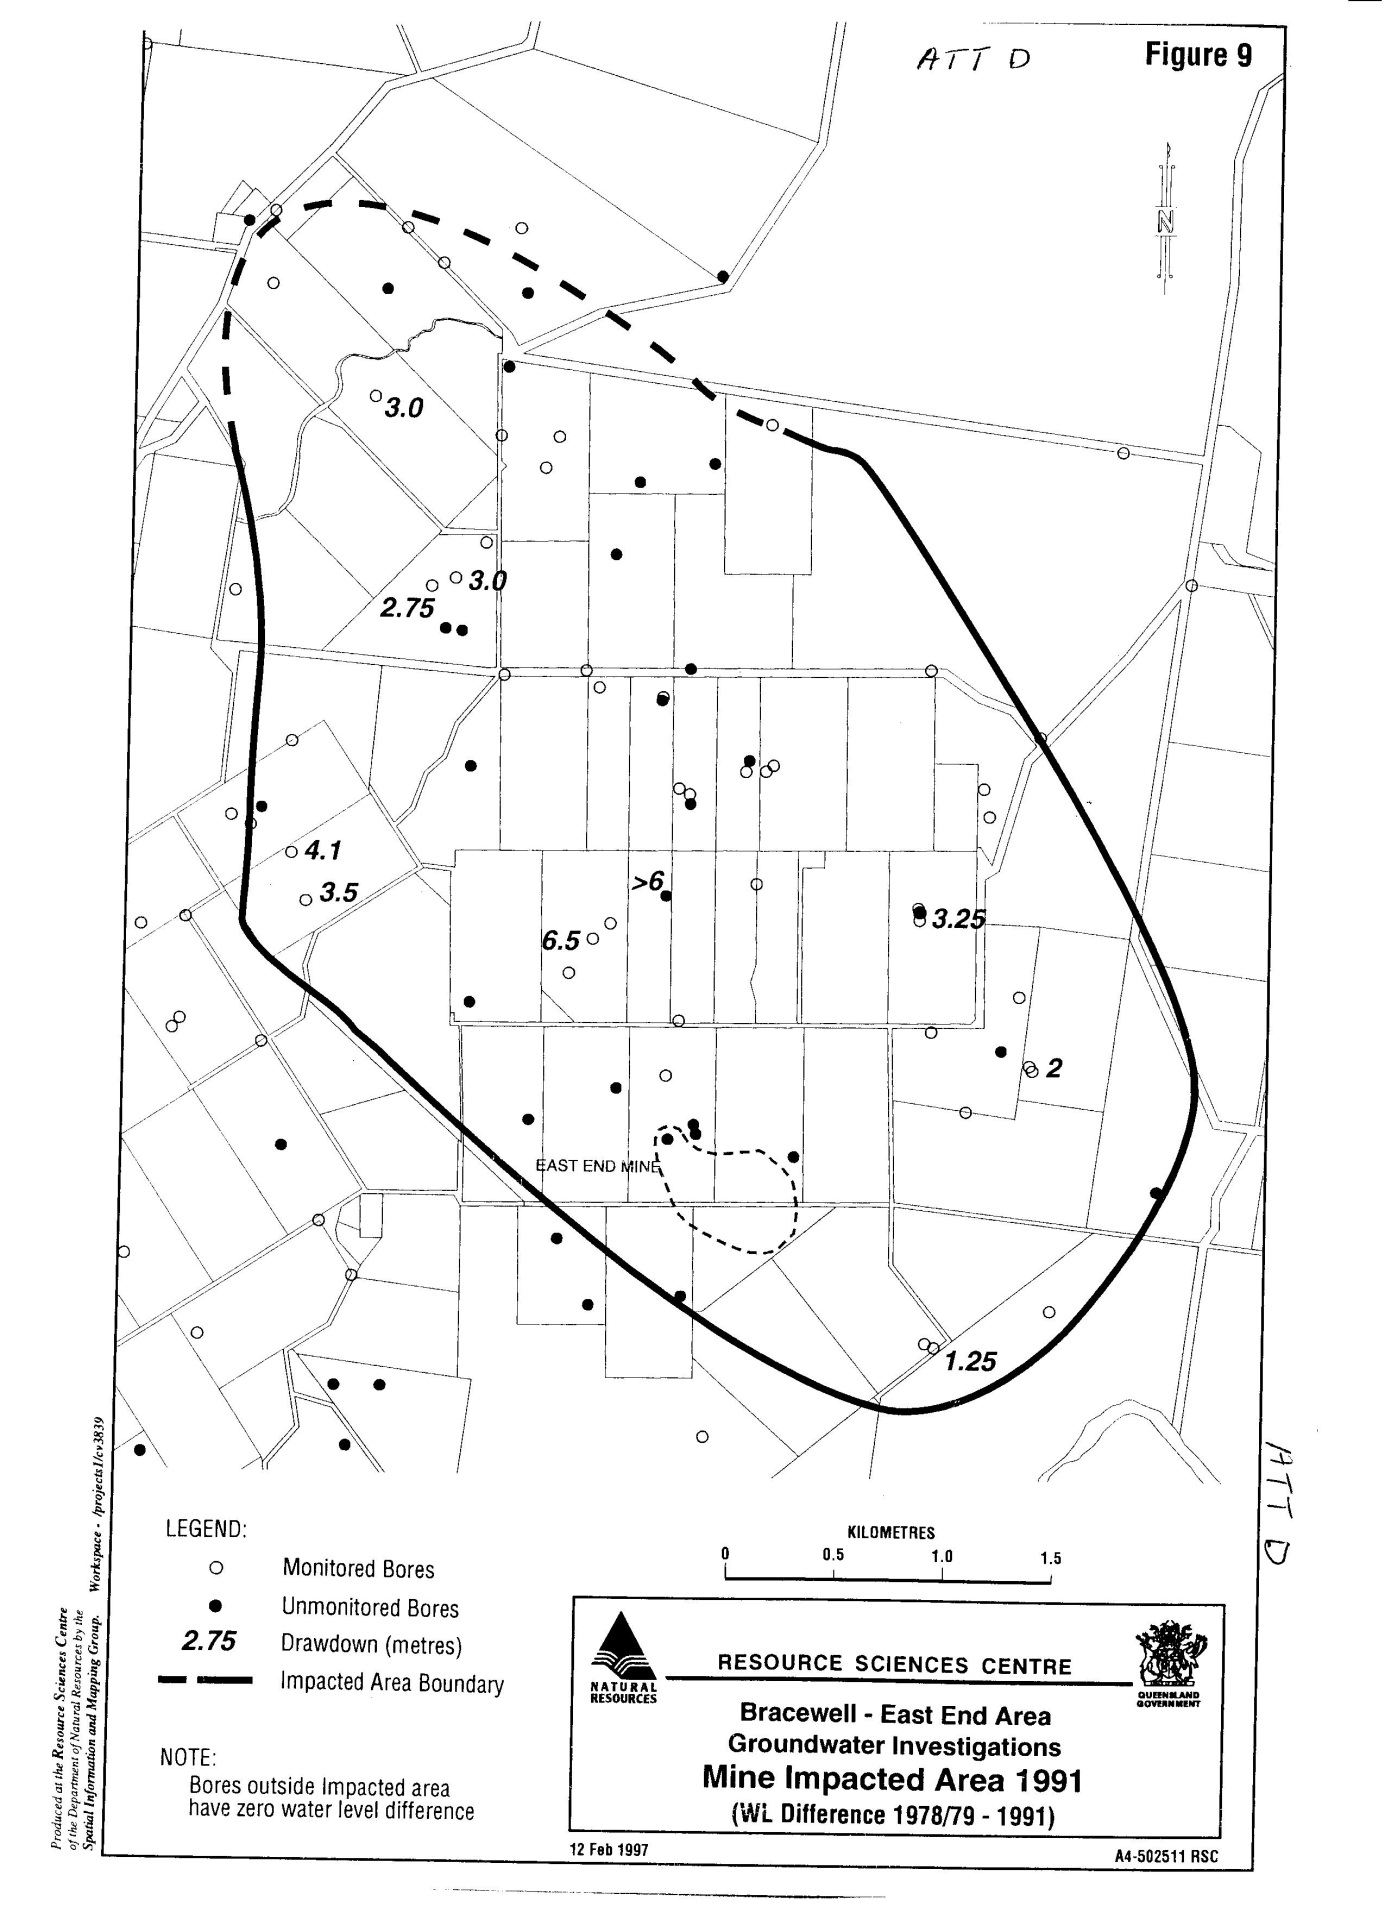 ATT D
Figure 9
N
3.0
3.0
2.75
4.1
3.5
>6
6.5
3.25
2
EAST END MINE
1.25
ATT D
LEGEND:
Monitored Bores
Unmonitored Bores
2.75 Drawdown (metres)
Impacted Area Boundary
NOTE:
Bores outside Impacted area
have zero water level difference
KILOMETRES
0 0.5 1.0 1.5
NATURAL
RESOURCES
RESOURCE SCIENCES CENTRE
QUEENSLAND
GOVERNMENT
Bracewell - East End Area
Groundwater Investigations
Mine Impacted Area 1991
(WL Difference 1978/79 - 1991)
12 Feb 1997
A4-502511 RSC
Produced at the Resource Sciences Centre
of the Department of Natural Resources by the
Spatial Information and Mapping Group. Workspace - /projects1/cv3839